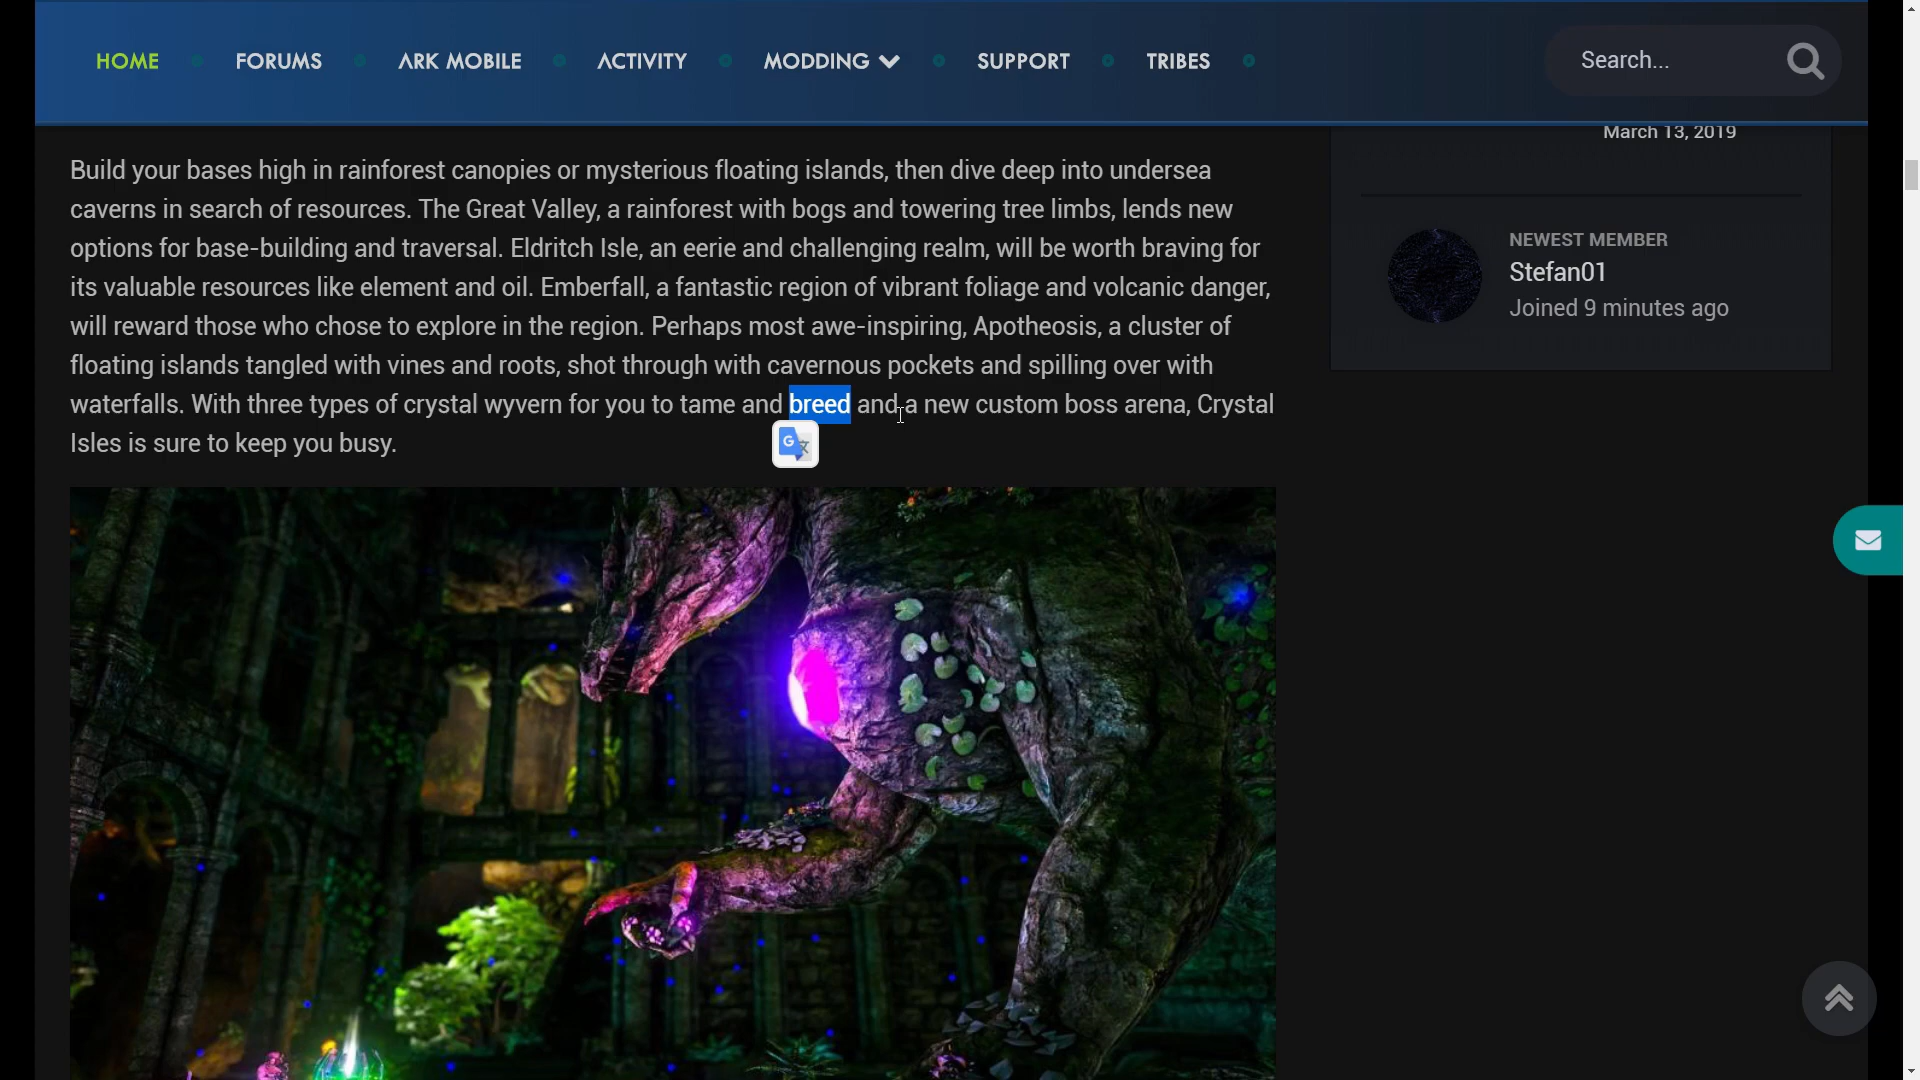 HOME FORUMS ARK MOBILE ACTIVITY MODDING SUPPORT TRIBES Search...
Build your bases high in rainforest canopies or mysterious floating islands, then dive deep into undersea
caverns in search of resources. The Great Valley, a rainforest with bogs and towering tree limbs, lends new
options for base-building and traversal. Eldritch Isle, an eerie and challenging realm, will be worth braving for
its valuable resources like element and oil. Emberfall, a fantastic region of vibrant foliage and volcanic danger,
will reward those who chose to explore in the region. Perhaps most awe-inspiring, Apotheosis, a cluster of
floating islands tangled with vines and roots, shot through with cavernous pockets and spilling over with
waterfalls. With three types of crystal wyvern for you to tame and breed and a new custom boss arena, Crystal
Isles is sure to keep you busy.
March 13, 2019
NEWEST MEMBER
Stefan01
Joined 9 minutes ago
G